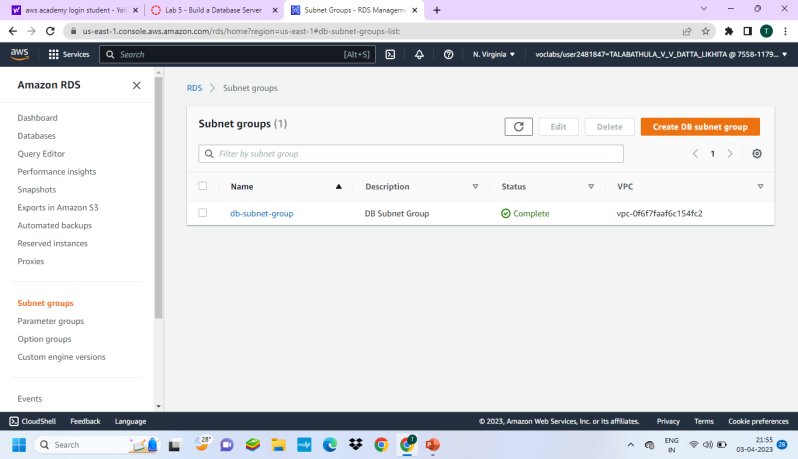 aws academy login student - Yah
Lab 5 - Build a Database Server
Subnet Groups - RDS Manageme
us-east-1.console.aws.amazon.com/rds/home?region=us-east-1#db-subnet-groups-list:
T
aws
Services
Search
[Alt+S]
N. Virginia
voclabs/user2481847=TALABATHULA_V_V_DATTA_LIKHITA @ 7558-1179...
Amazon RDS
Dashboard
Databases
Query Editor
Performance insights
Snapshots
Exports in Amazon S3
Automated backups
Reserved instances
Proxies
Subnet groups
Parameter groups
Option groups
Custom engine versions
Events
RDS > Subnet groups
Subnet groups (1)
Edit
Delete
Create DB subnet group
Filter by subnet group
1
Name Description Status VPC
db-subnet-group DB Subnet Group Complete vpc-0f6f7faaf6c154fc2
CloudShell Feedback Language
© 2023, Amazon Web Services, Inc. or its affiliates. Privacy Terms Cookie preferences
Search
28°
T
ENG
IN
21:55
03-04-2023
28